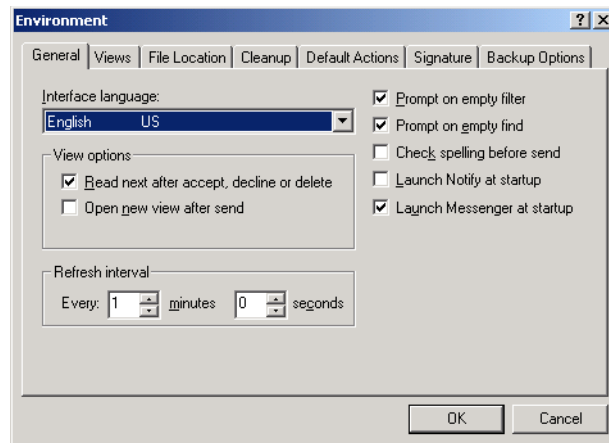 Environment
General Views File Location Cleanup Default Actions Signature Backup Options
Interface language:
English US
View options
Read next after accept, decline or delete
Open new view after send
Refresh interval
Every: 1 minutes 0 seconds
Prompt on empty filter
Prompt on empty find
Check spelling before send
Launch Notify at startup
Launch Messenger at startup
OK Cancel